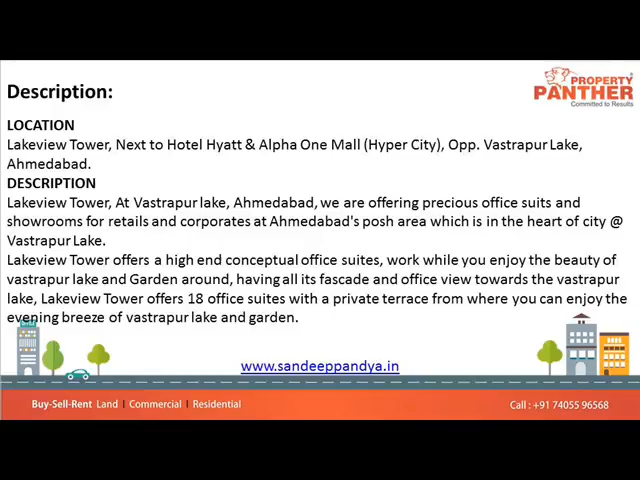 PROPERTY
PANTHER
Committed to Results
Description:
LOCATION
Lakeview Tower, Next to Hotel Hyatt & Alpha One Mall (Hyper City), Opp. Vastrapur Lake,
Ahmedabad.
DESCRIPTION
Lakeview Tower, At Vastrapur lake, Ahmedabad, we are offering precious office suits and
showrooms for retails and corporates at Ahmedabad's posh area which is in the heart of city @
Vastrapur Lake.
Lakeview Tower offers a high end conceptual office suites, work while you enjoy the beauty of
vastrapur lake and Garden around, having all its fascade and office view towards the vastrapur
lake, Lakeview Tower offers 18 office suites with a private terrace from where you can enjoy the
evening breeze of vastrapur lake and garden.
www.sandeeppandya.in
Buy-Sell-Rent Land | Commercial | Residential
Call : +91 74055 96568